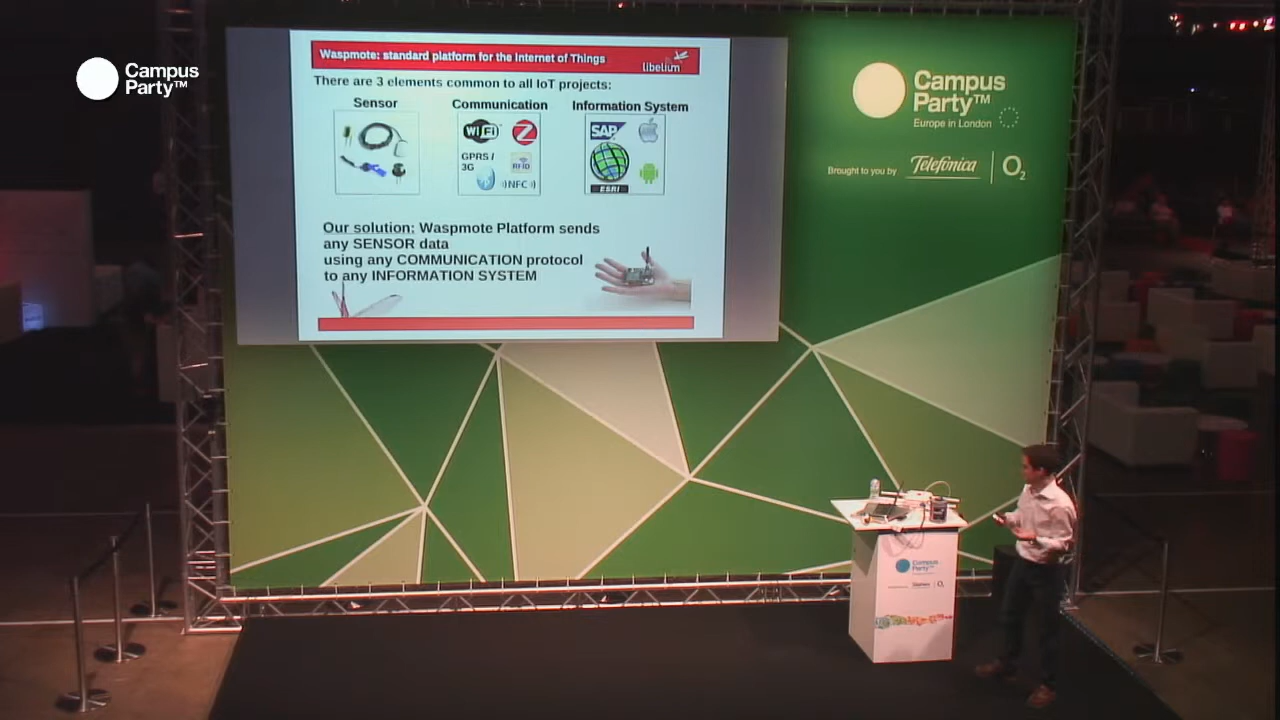 Campus
Party™
Waspmote: standard platform for the Internet of Things
libelium
There are 3 elements common to all IoT projects:
Sensor
Communication
Information System
WiFi
GPRS /
3G
RFID
NFC
SAP
ESRI
Our solution: Waspmote Platform sends
any SENSOR data
using any COMMUNICATION protocol
to any INFORMATION SYSTEM
Campus
Party™
Europe in London
Brought to you by
Telefonica
O2
Campus
Party™
O2